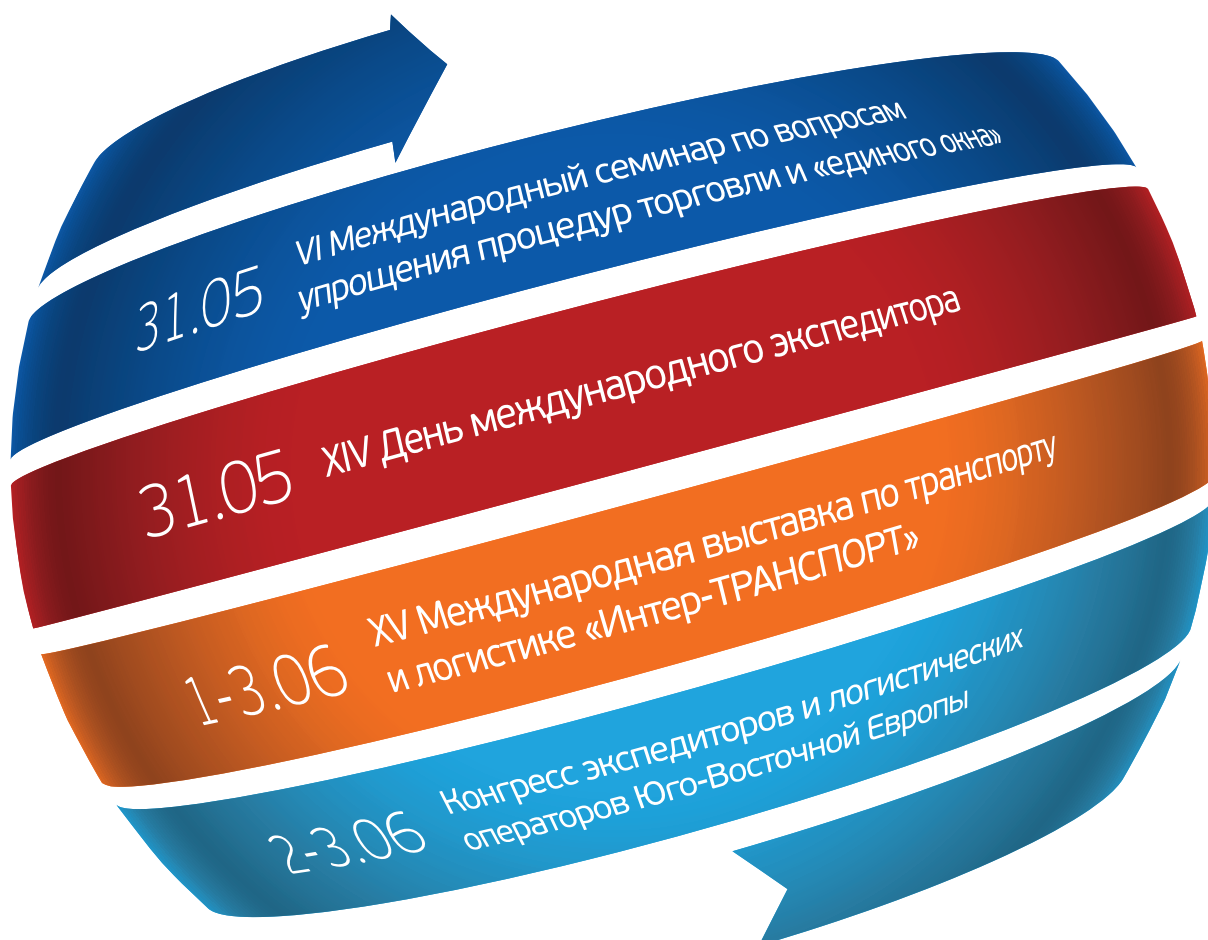 31.05
VI Международный семинар по вопросам
упрощения процедур торговли и «единого окна»
31.05
XIV День международного экспедитора
1-3.06
XV Международная выставка по транспорту
и логистике «Интер-ТРАНСПОРТ»
2-3.06
Конгресс экспедиторов и логистических
операторов Юго-Восточной Европы